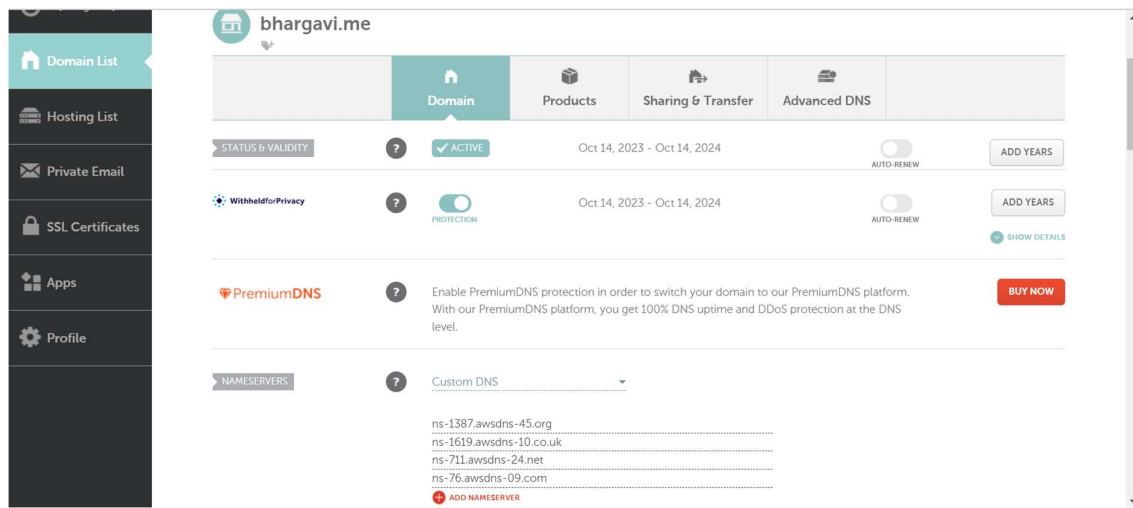 bhargavi.me
Domain List
Hosting List
Private Email
SSL Certificates
Apps
Profile
Domain
Products
Sharing & Transfer
Advanced DNS
STATUS & VALIDITY
?
ACTIVE
Oct 14, 2023 - Oct 14, 2024
AUTO-RENEW
ADD YEARS
WithheldforPrivacy
?
PROTECTION
Oct 14, 2023 - Oct 14, 2024
AUTO-RENEW
ADD YEARS
SHOW DETAILS
PremiumDNS
?
Enable PremiumDNS protection in order to switch your domain to our PremiumDNS platform.
With our PremiumDNS platform, you get 100% DNS uptime and DDoS protection at the DNS
level.
BUY NOW
NAMESERVERS
?
Custom DNS
ns-1387.awsdns-45.org
ns-1619.awsdns-10.co.uk
ns-711.awsdns-24.net
ns-76.awsdns-09.com
ADD NAMESERVER